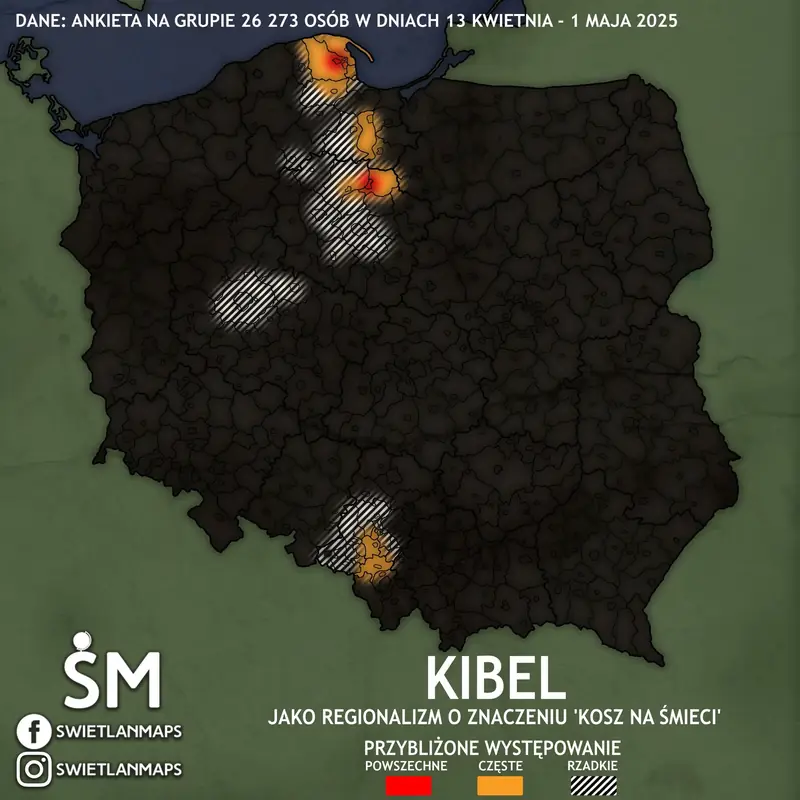 DANE: ANKIETA NA GRUPIE 26 273 OSÓB W DNIACH 13 KWIETNIA - 1 MAJA 2025
ŚM
SWIETLANMAPS
SWIETLANMAPS
KIBEL
JAKO REGIONALIZM O ZNACZENIU 'KOSZ NA ŚMIECI'
PRZYBLIŻONE WYSTĘPOWANIE
POWSZECHNE CZĘSTE RZADKIE